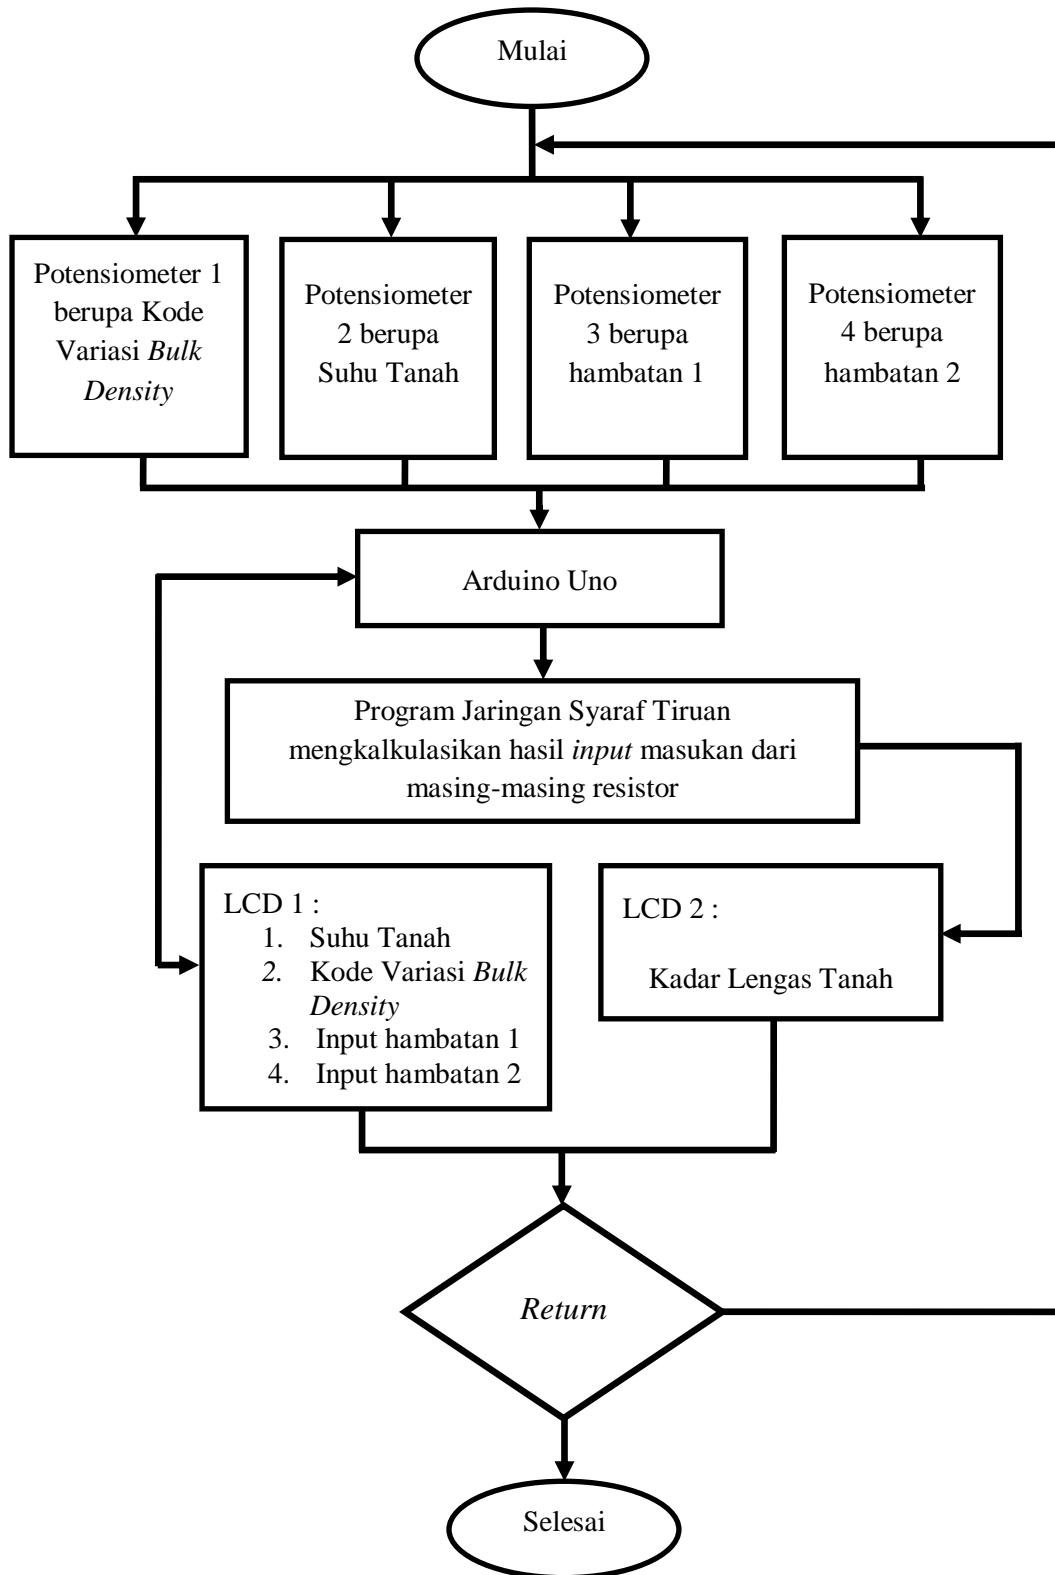 Mulai
Potensiometer 1
berupa Kode
Variasi Bulk
Density
Potensiometer
2 berupa
Suhu Tanah
Potensiometer
3 berupa
hambatan 1
Potensiometer
4 berupa
hambatan 2
Arduino Uno
Program Jaringan Syaraf Tiruan
mengkalkulasikan hasil input masukan dari
masing-masing resistor
LCD 1 :
1. Suhu Tanah
2. Kode Variasi Bulk
Density
3. Input hambatan 1
4. Input hambatan 2
LCD 2 :
Kadar Lengas Tanah
Return
Selesai